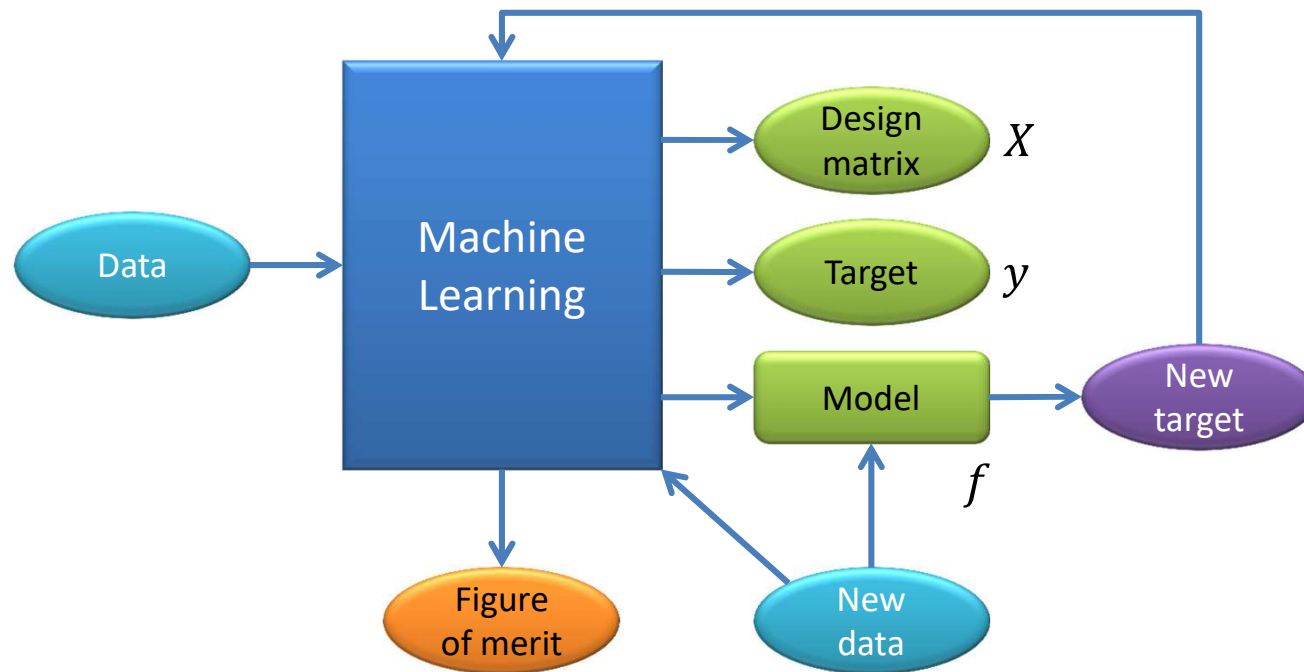 Design
matrix
X
Machine
Learning
Data
Target
y
Model
New
target
f
Figure
of merit
New
data